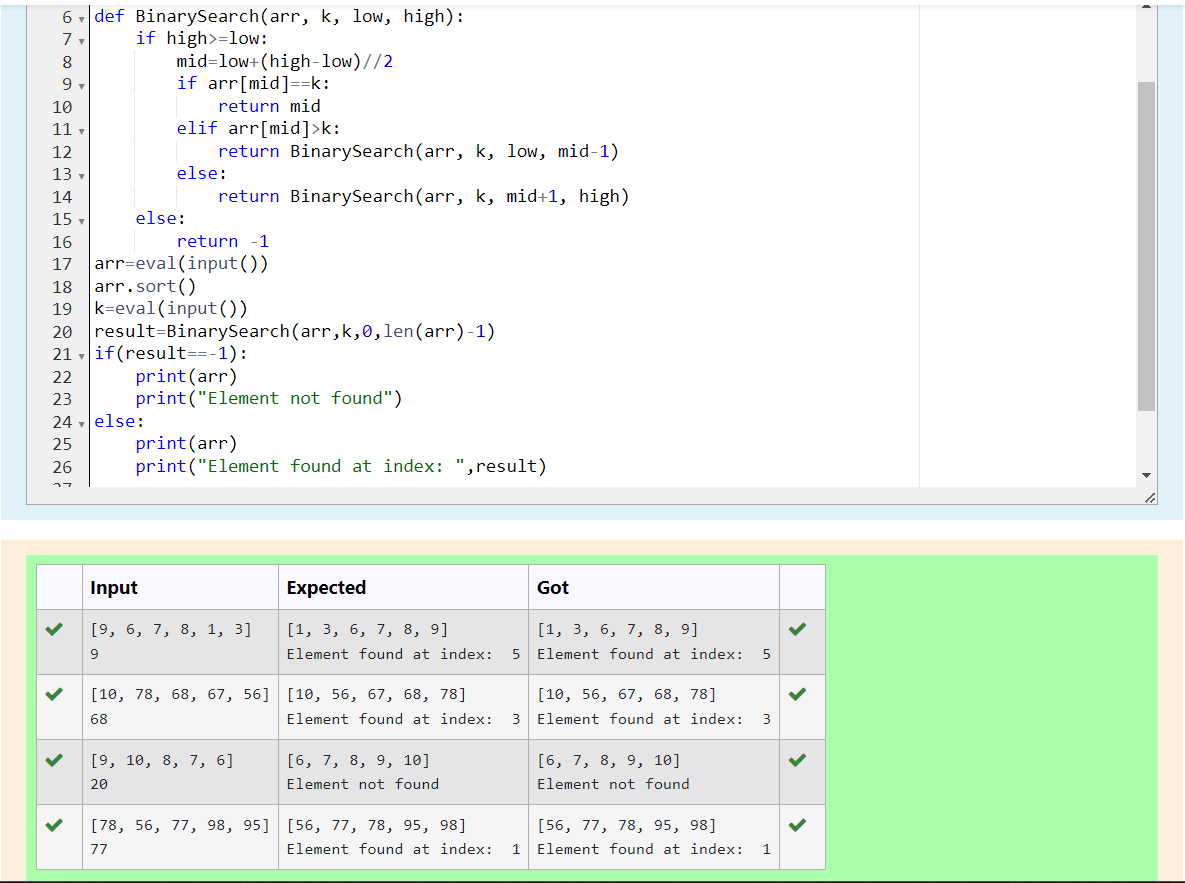 6 def BinarySearch(arr, k, low, high):
7     if high>=low:
8         mid=low+(high-low)//2
9         if arr[mid]==k:
10             return mid
11         elif arr[mid]>k:
12             return BinarySearch(arr, k, low, mid-1)
13         else:
14             return BinarySearch(arr, k, mid+1, high)
15     else:
16         return -1
17 arr=eval(input())
18 arr.sort()
19 k=eval(input())
20 result=BinarySearch(arr,k,0,len(arr)-1)
21 if(result==-1):
22     print(arr)
23     print("Element not found")
24 else:
25     print(arr)
26     print("Element found at index: ",result)
27
Input Expected Got
[9, 6, 7, 8, 1, 3] [1, 3, 6, 7, 8, 9] [1, 3, 6, 7, 8, 9]
9 Element found at index:  5 Element found at index:  5
[10, 78, 68, 67, 56] [10, 56, 67, 68, 78] [10, 56, 67, 68, 78]
68 Element found at index:  3 Element found at index:  3
[9, 10, 8, 7, 6] [6, 7, 8, 9, 10] [6, 7, 8, 9, 10]
20 Element not found Element not found
[78, 56, 77, 98, 95] [56, 77, 78, 95, 98] [56, 77, 78, 95, 98]
77 Element found at index:  1 Element found at index:  1